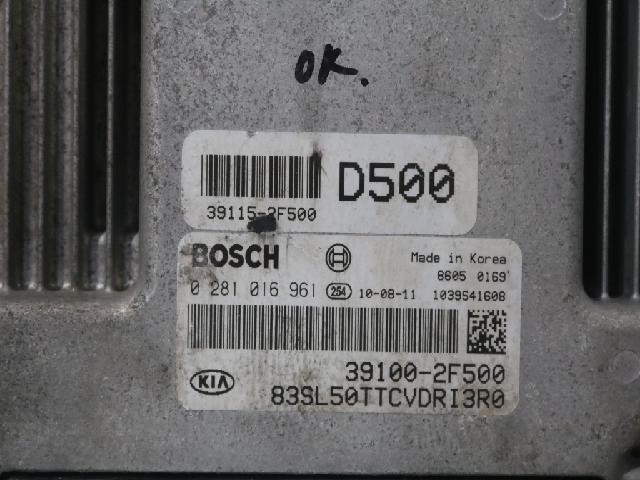 OK.
D500
39115-2F500
BOSCH
Made in Korea
8605 0169
0 281 016 961 254 10-08-11 1039541608
39100-2F500
KIA
83SL50TTCVDRI3R0